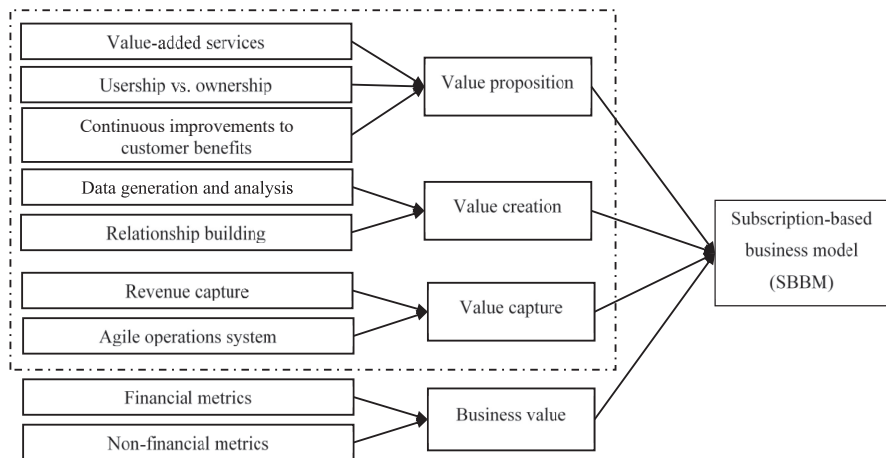 Value-added services
Usership vs. ownership
Continuous improvements to
customer benefits
Value proposition
Data generation and analysis
Relationship building
Value creation
Revenue capture
Agile operations system
Value capture
Financial metrics
Non-financial metrics
Business value
Subscription-based
business model
(SBBM)